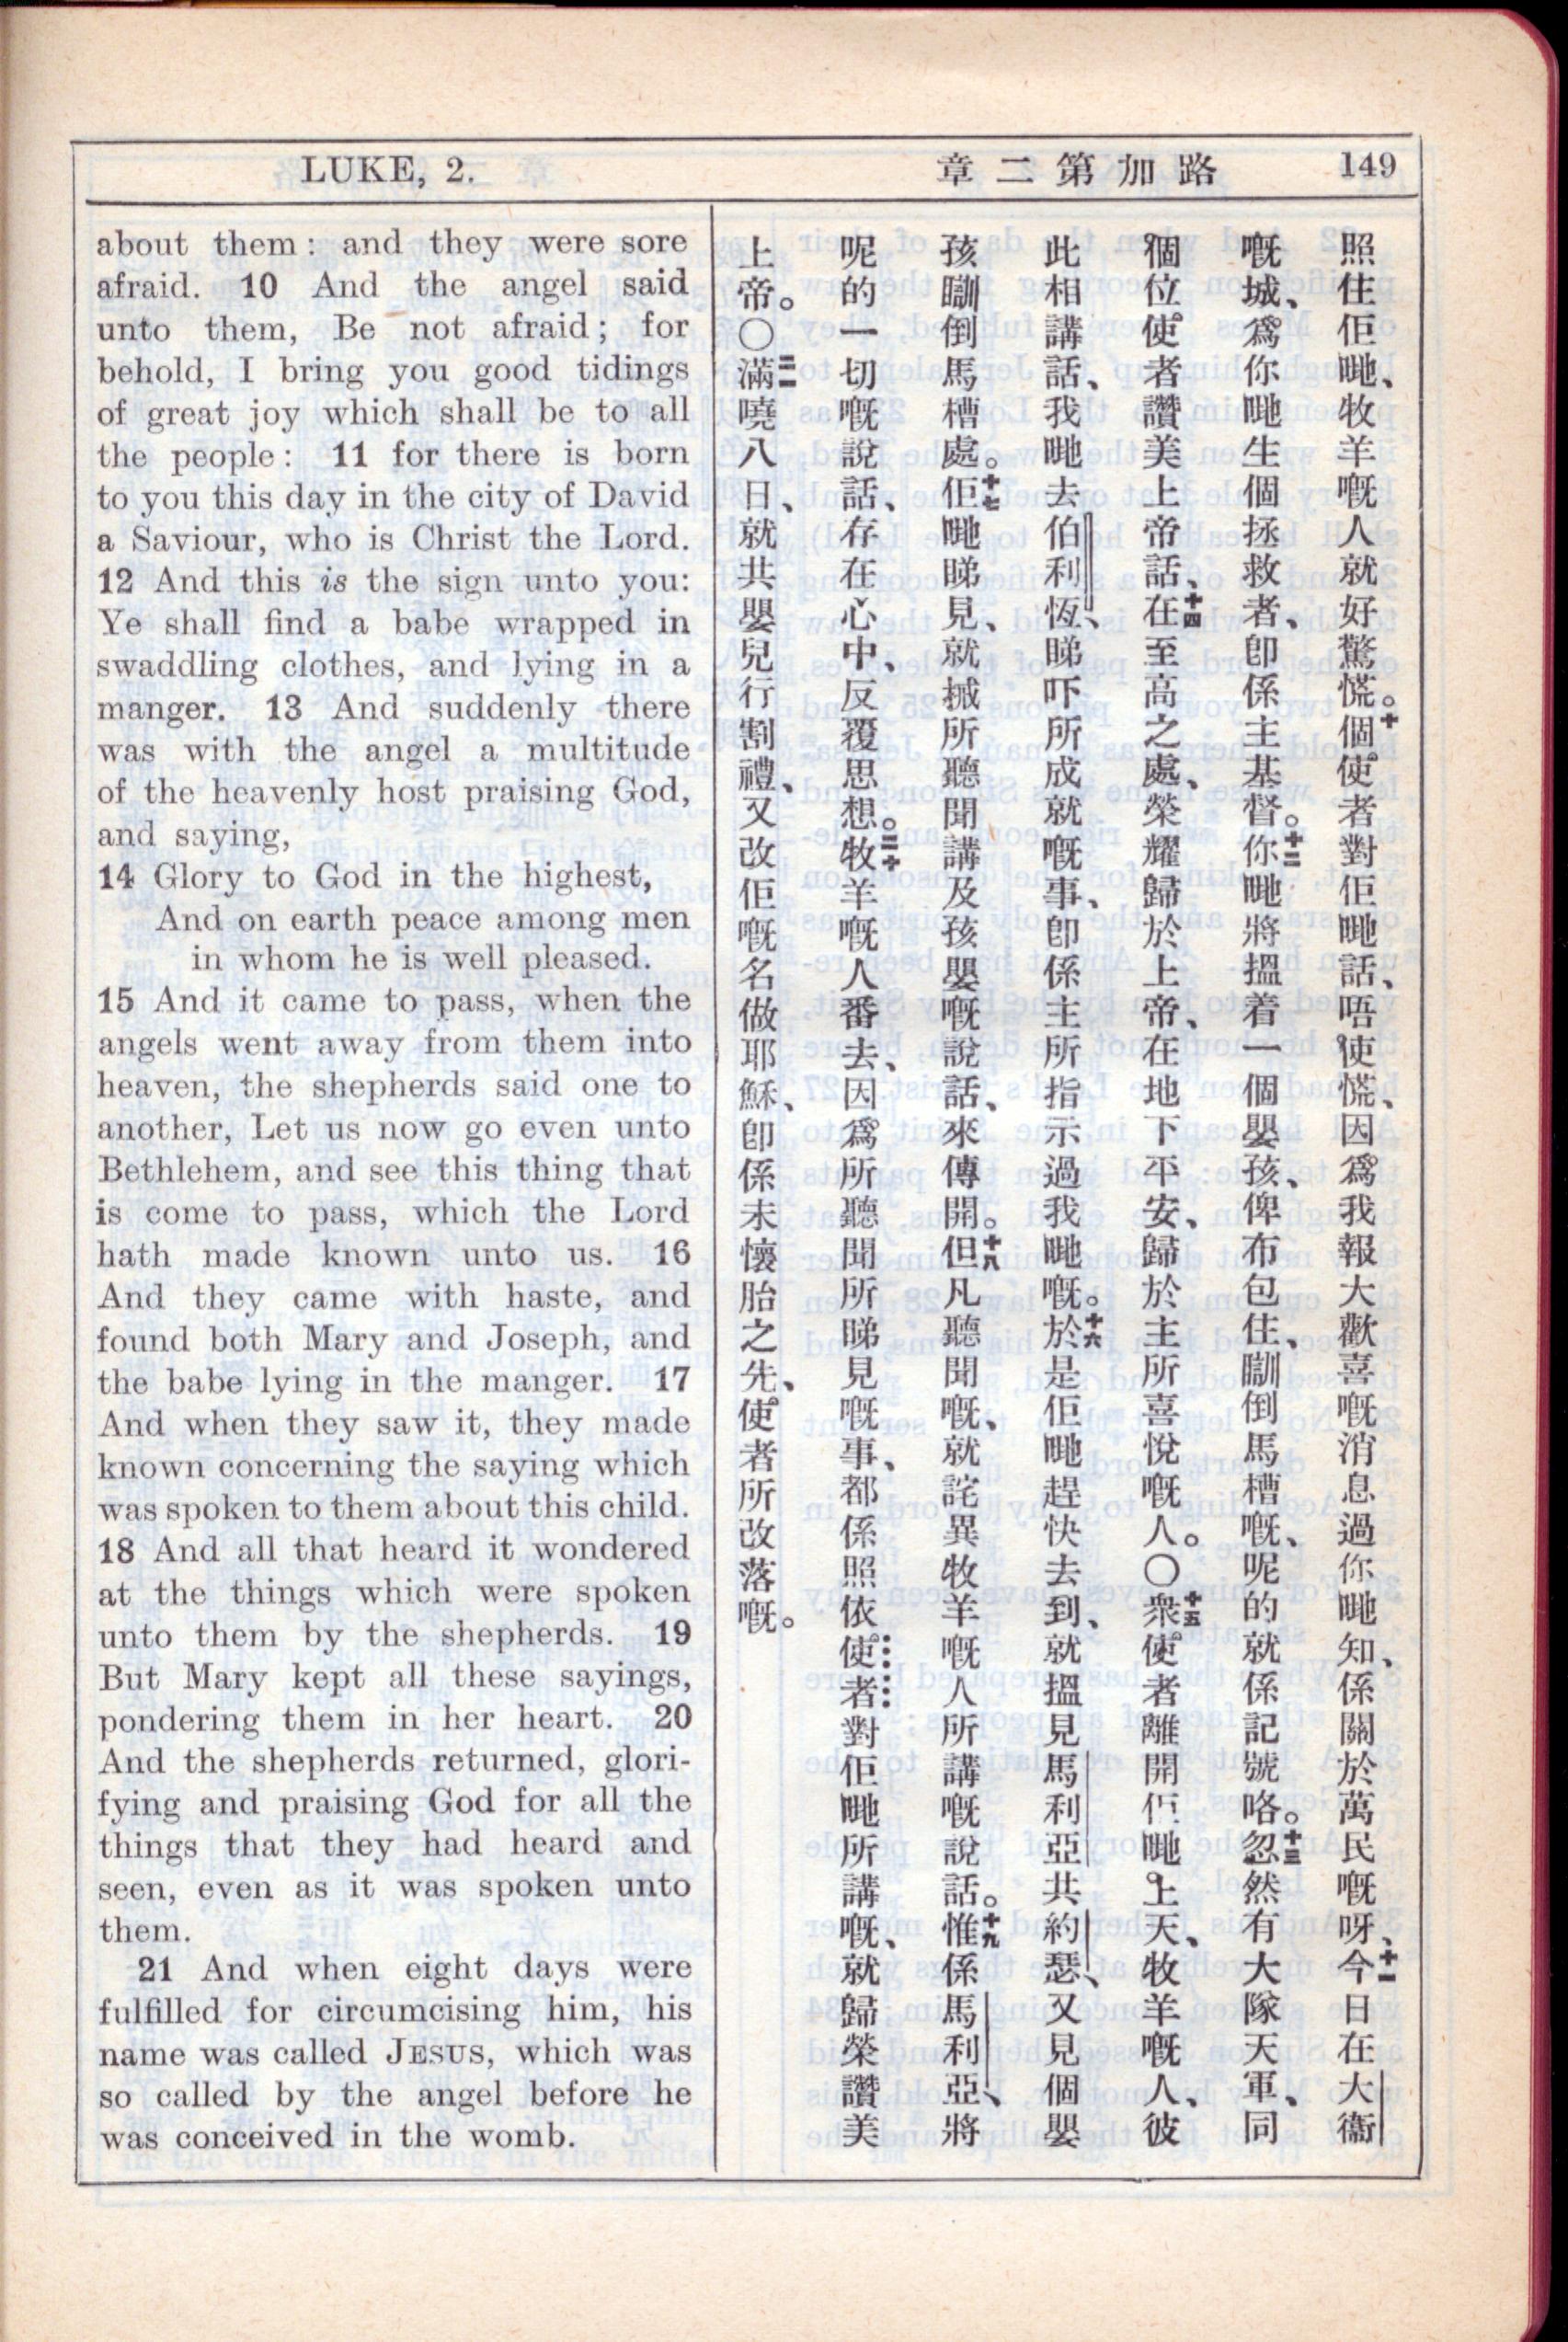 LUKE, 2.
章二第加路
149
about them: and they were sore
afraid. 10 And the angel said
unto them, Be not afraid; for
behold, I bring you good tidings
of great joy which shall be to all
the people: 11 for there is born
to you this day in the city of David
a Saviour, who is Christ the Lord.
12 And this is the sign unto you:
Ye shall find a babe wrapped in
swaddling clothes, and lying in a
manger. 13 And suddenly there
was with the angel a multitude
of the heavenly host praising God,
and saying,
14 Glory to God in the highest,
And on earth peace among men
in whom he is well pleased.
15 And it came to pass, when the
angels went away from them into
heaven, the shepherds said one to
another, Let us now go even unto
Bethlehem, and see this thing that
is come to pass, which the Lord
hath made known unto us. 16
And they came with haste, and
found both Mary and Joseph, and
the babe lying in the manger. 17
And when they saw it, they made
known concerning the saying which
was spoken to them about this child.
18 And all that heard it wondered
at the things which were spoken
unto them by the shepherds. 19
But Mary kept all these sayings,
pondering them in her heart. 20
And the shepherds returned, glori-
fying and praising God for all the
things that they had heard and
seen, even as it was spoken unto
them.
21 And when eight days were
fulfilled for circumcising him, his
name was called JESUS, which was
so called by the angel before he
was conceived in the womb.
照住佢哋、牧羊嘅人就好驚慌。十個使者對佢哋話、唔使慌、因爲我報大歡喜嘅消息過你哋知、係關於萬民嘅呀、十一今日在大衞
嘅城、爲你哋生個拯救者、卽係主基督。十二你哋將搵着一個嬰孩、俾布包住、瞓倒馬槽嘅、呢的就係記號咯。十三忽然有大隊天軍、同
個位使者讚美上帝話、十四在至高之處、榮耀歸於上帝、在地下平安、歸於主所喜悅嘅人。〇十五衆使者離開佢哋上天、牧羊嘅人、彼
此相講話、我哋去伯利恆、睇吓所成就嘅事、卽係主所指示過我哋嘅。十六於是佢哋趕快去到、就搵見馬利亞共約瑟、又見個嬰
孩瞓倒馬槽處。十七佢哋睇見、就搣所聽聞講及孩嬰嘅說話、來傳開。十八但凡聽聞嘅、就詫異牧羊嘅人所講嘅說話。十九惟係馬利亞、將
呢的一切嘅說話、存在心中、反覆思想。二十牧羊嘅人番去、因爲所聽聞所睇見嘅事、都係照依使者對佢哋所講嘅、就歸榮讚美
上帝。〇二一滿嘵八日、就共嬰兒行割禮、又改佢嘅名做耶穌、卽係未懷胎之先、使者所改落嘅。